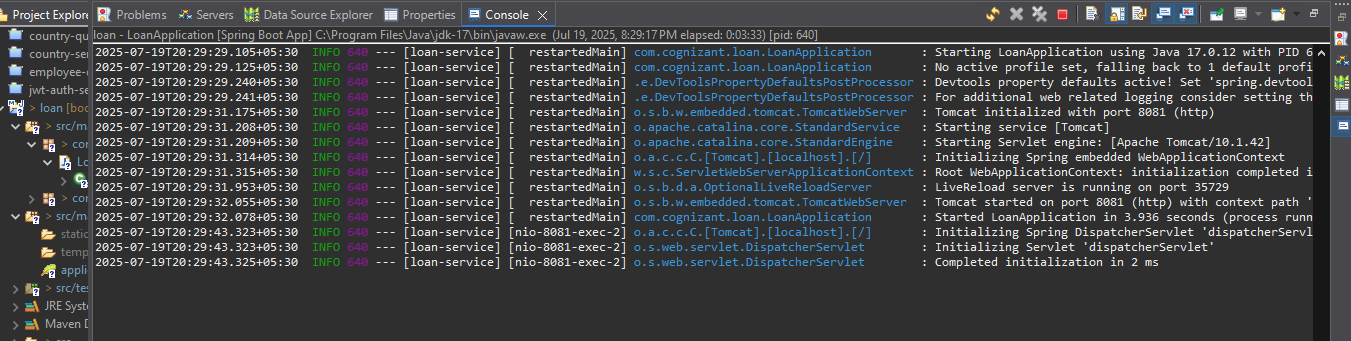 Project Explor
Problems Servers Data Source Explorer Properties Console
loan - LoanApplication [Spring Boot App] C:\Program Files\Java\jdk-17\bin\javaw.exe (Jul 19, 2025, 8:29:17 PM elapsed: 0:03:33) [pid: 640]
country-qu
country-se
employee-c
jwt-auth-se
> loan [boo
> src/ma
> co
Lo
> co
> src/ma
static
temp
appli
> src/te
JRE Syste
Maven D
2025-07-19T20:29:29.105+05:30 INFO 640 --- [loan-service] [ restartedMain] com.cognizant.loan.LoanApplication : Starting LoanApplication using Java 17.0.12 with PID 6
2025-07-19T20:29:29.125+05:30 INFO 640 --- [loan-service] [ restartedMain] com.cognizant.loan.LoanApplication : No active profile set, falling back to 1 default profi
2025-07-19T20:29:29.240+05:30 INFO 640 --- [loan-service] [ restartedMain] .e.DevToolsPropertyDefaultsPostProcessor : Devtools property defaults active! Set 'spring.devtool
2025-07-19T20:29:29.241+05:30 INFO 640 --- [loan-service] [ restartedMain] .e.DevToolsPropertyDefaultsPostProcessor : For additional web related logging consider setting th
2025-07-19T20:29:31.175+05:30 INFO 640 --- [loan-service] [ restartedMain] o.s.b.w.embedded.tomcat.TomcatWebServer : Tomcat initialized with port 8081 (http)
2025-07-19T20:29:31.208+05:30 INFO 640 --- [loan-service] [ restartedMain] o.apache.catalina.core.StandardService : Starting service [Tomcat]
2025-07-19T20:29:31.209+05:30 INFO 640 --- [loan-service] [ restartedMain] o.apache.catalina.core.StandardEngine : Starting Servlet engine: [Apache Tomcat/10.1.42]
2025-07-19T20:29:31.314+05:30 INFO 640 --- [loan-service] [ restartedMain] o.a.c.c.C.[Tomcat].[localhost].[/] : Initializing Spring embedded WebApplicationContext
2025-07-19T20:29:31.315+05:30 INFO 640 --- [loan-service] [ restartedMain] w.s.c.ServletWebServerApplicationContext : Root WebApplicationContext: initialization completed i
2025-07-19T20:29:31.953+05:30 INFO 640 --- [loan-service] [ restartedMain] o.s.b.d.a.OptionalLiveReloadServer : LiveReload server is running on port 35729
2025-07-19T20:29:32.055+05:30 INFO 640 --- [loan-service] [ restartedMain] o.s.b.w.embedded.tomcat.TomcatWebServer : Tomcat started on port 8081 (http) with context path '
2025-07-19T20:29:32.078+05:30 INFO 640 --- [loan-service] [ restartedMain] com.cognizant.loan.LoanApplication : Started LoanApplication in 3.936 seconds (process runn
2025-07-19T20:29:43.323+05:30 INFO 640 --- [loan-service] [nio-8081-exec-2] o.a.c.c.C.[Tomcat].[localhost].[/] : Initializing Spring DispatcherServlet 'dispatcherServl
2025-07-19T20:29:43.323+05:30 INFO 640 --- [loan-service] [nio-8081-exec-2] o.s.web.servlet.DispatcherServlet : Initializing Servlet 'dispatcherServlet'
2025-07-19T20:29:43.325+05:30 INFO 640 --- [loan-service] [nio-8081-exec-2] o.s.web.servlet.DispatcherServlet : Completed initialization in 2 ms